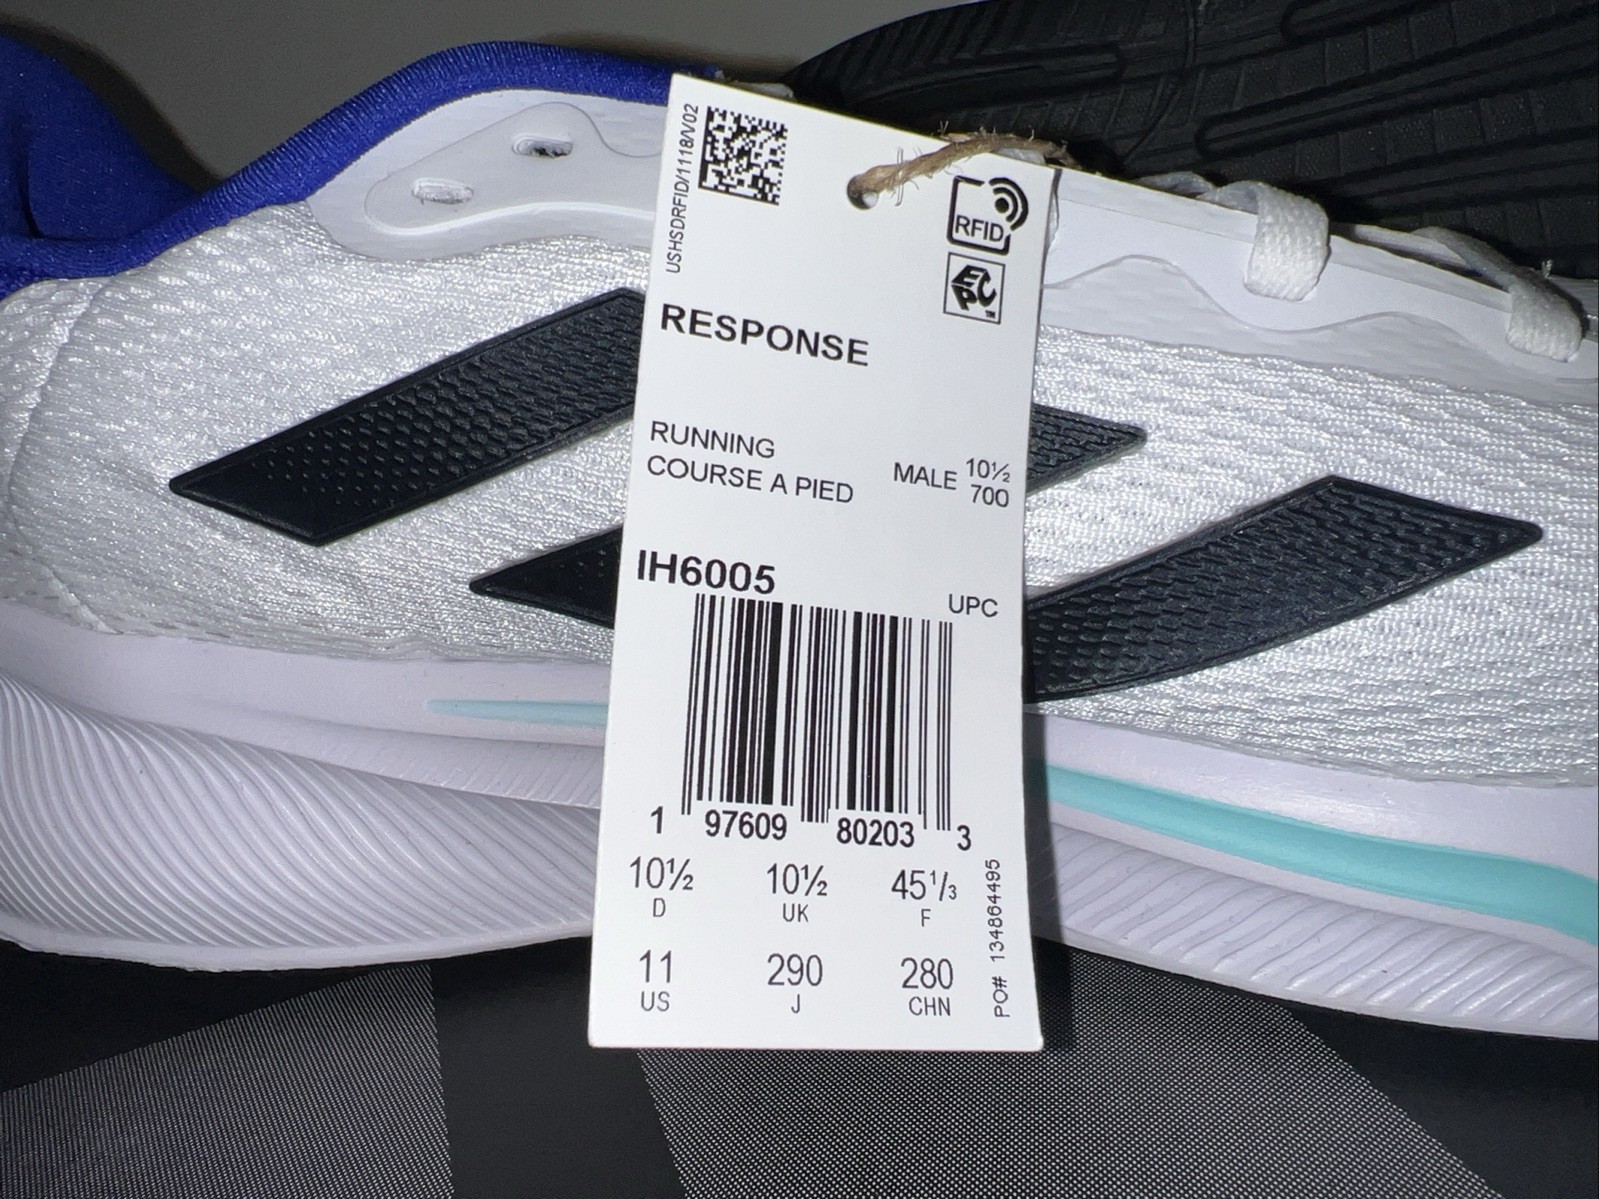 USHSDRFID/1118/V02
RFID
EPC™
RESPONSE
RUNNING
COURSE A PIED
MALE 10½
700
IH6005
UPC
1 97609 80203 3
10½ 10½ 45⅓
D UK F
11 290 280
US J CHN
PO# 134864495